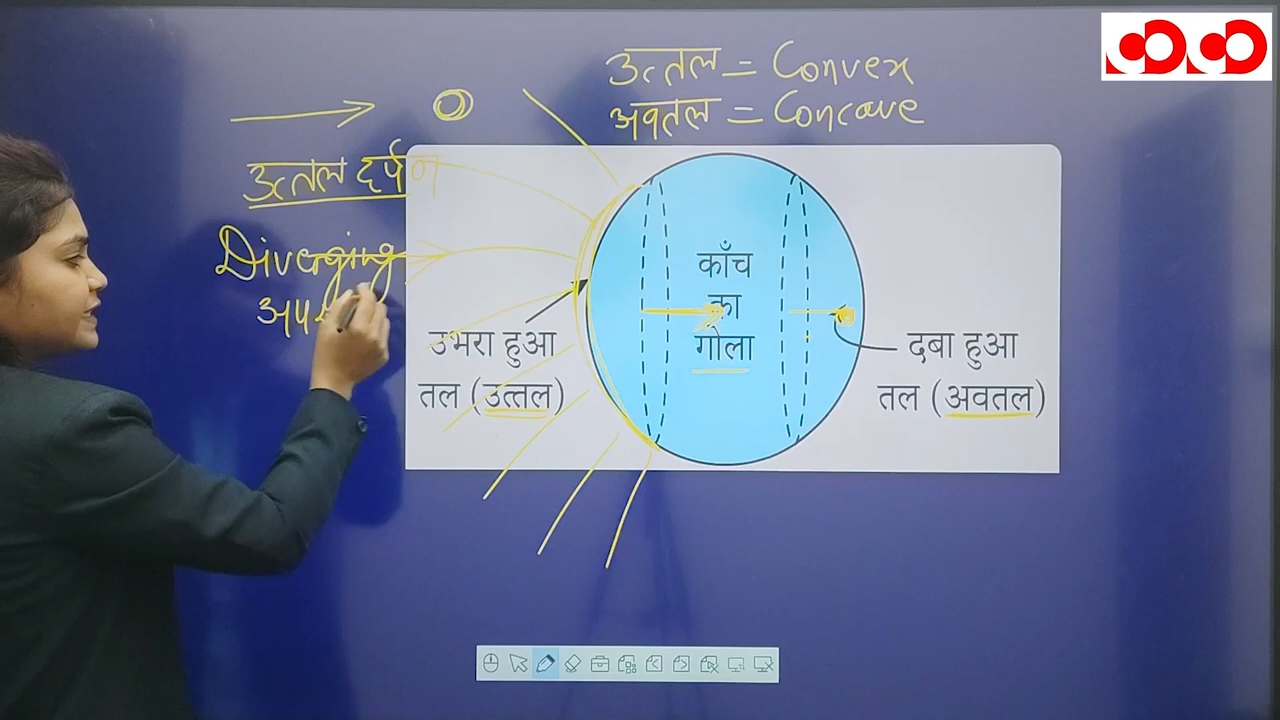 उत्तल = Convex
अवतल = Concave
उत्तल दर्पण
Diverging
काँच
का
गोला
उभरा हुआ
तल (उत्तल)
दबा हुआ
तल (अवतल)